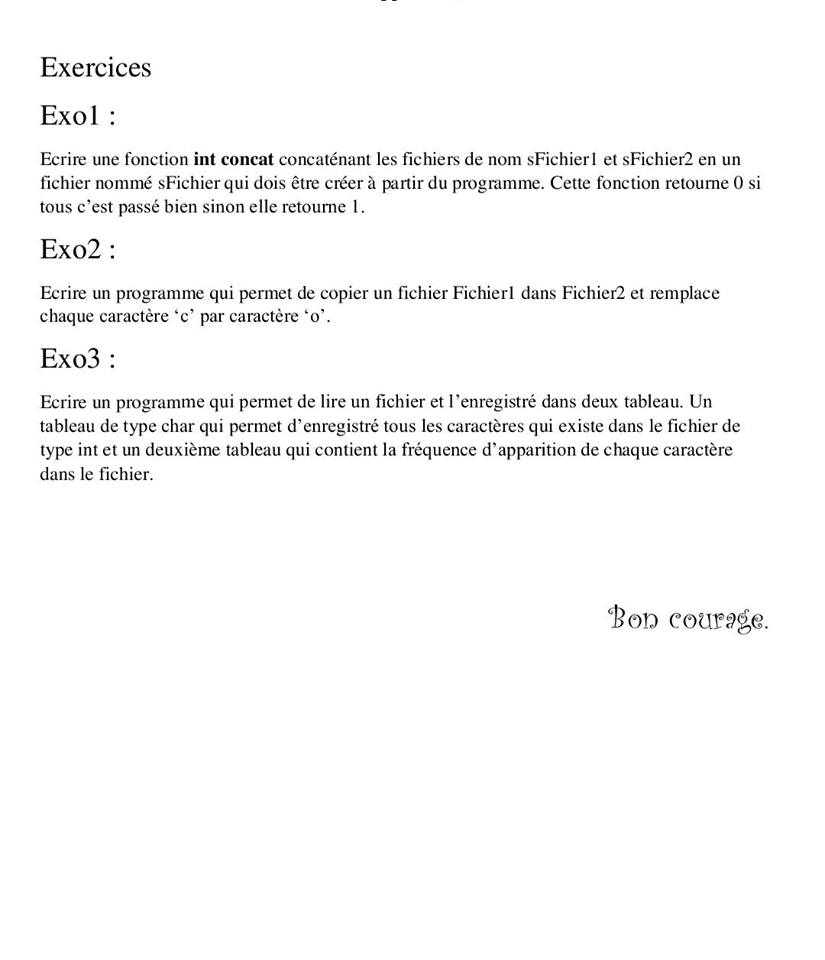 Exercices
Exo1 :
Ecrire une fonction int concat concaténant les fichiers de nom sFichier1 et sFichier2 en un
fichier nommé sFichier qui dois être créer à partir du programme. Cette fonction retourne 0 si
tous c’est passé bien sinon elle retourne 1.
Exo2 :
Ecrire un programme qui permet de copier un fichier Fichier1 dans Fichier2 et remplace
chaque caractère ‘c’ par caractère ‘o’.
Exo3 :
Ecrire un programme qui permet de lire un fichier et l’enregistré dans deux tableau. Un
tableau de type char qui permet d’enregistré tous les caractères qui existe dans le fichier de
type int et un deuxième tableau qui contient la fréquence d’apparition de chaque caractère
dans le fichier.
Bon courage.